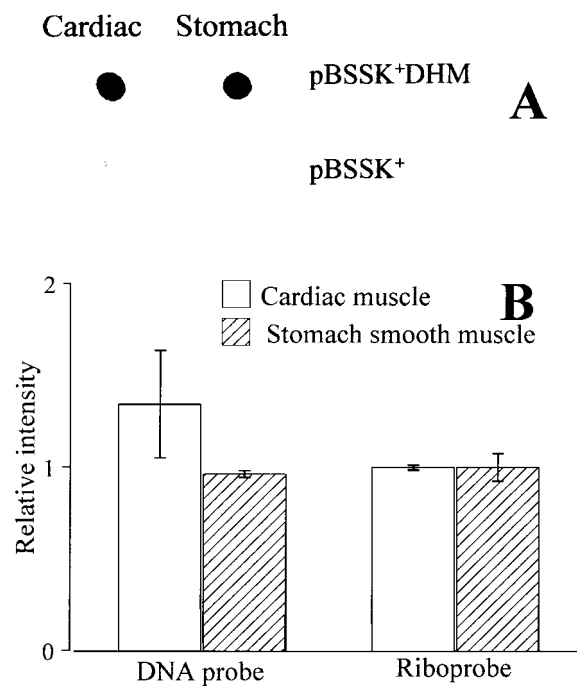 Cardiac Stomach
pBSSK⁺DHM
A
pBSSK⁺
B
2
Cardiac muscle
Stomach smooth muscle
Relative intensity
1
0
DNA probe Riboprobe